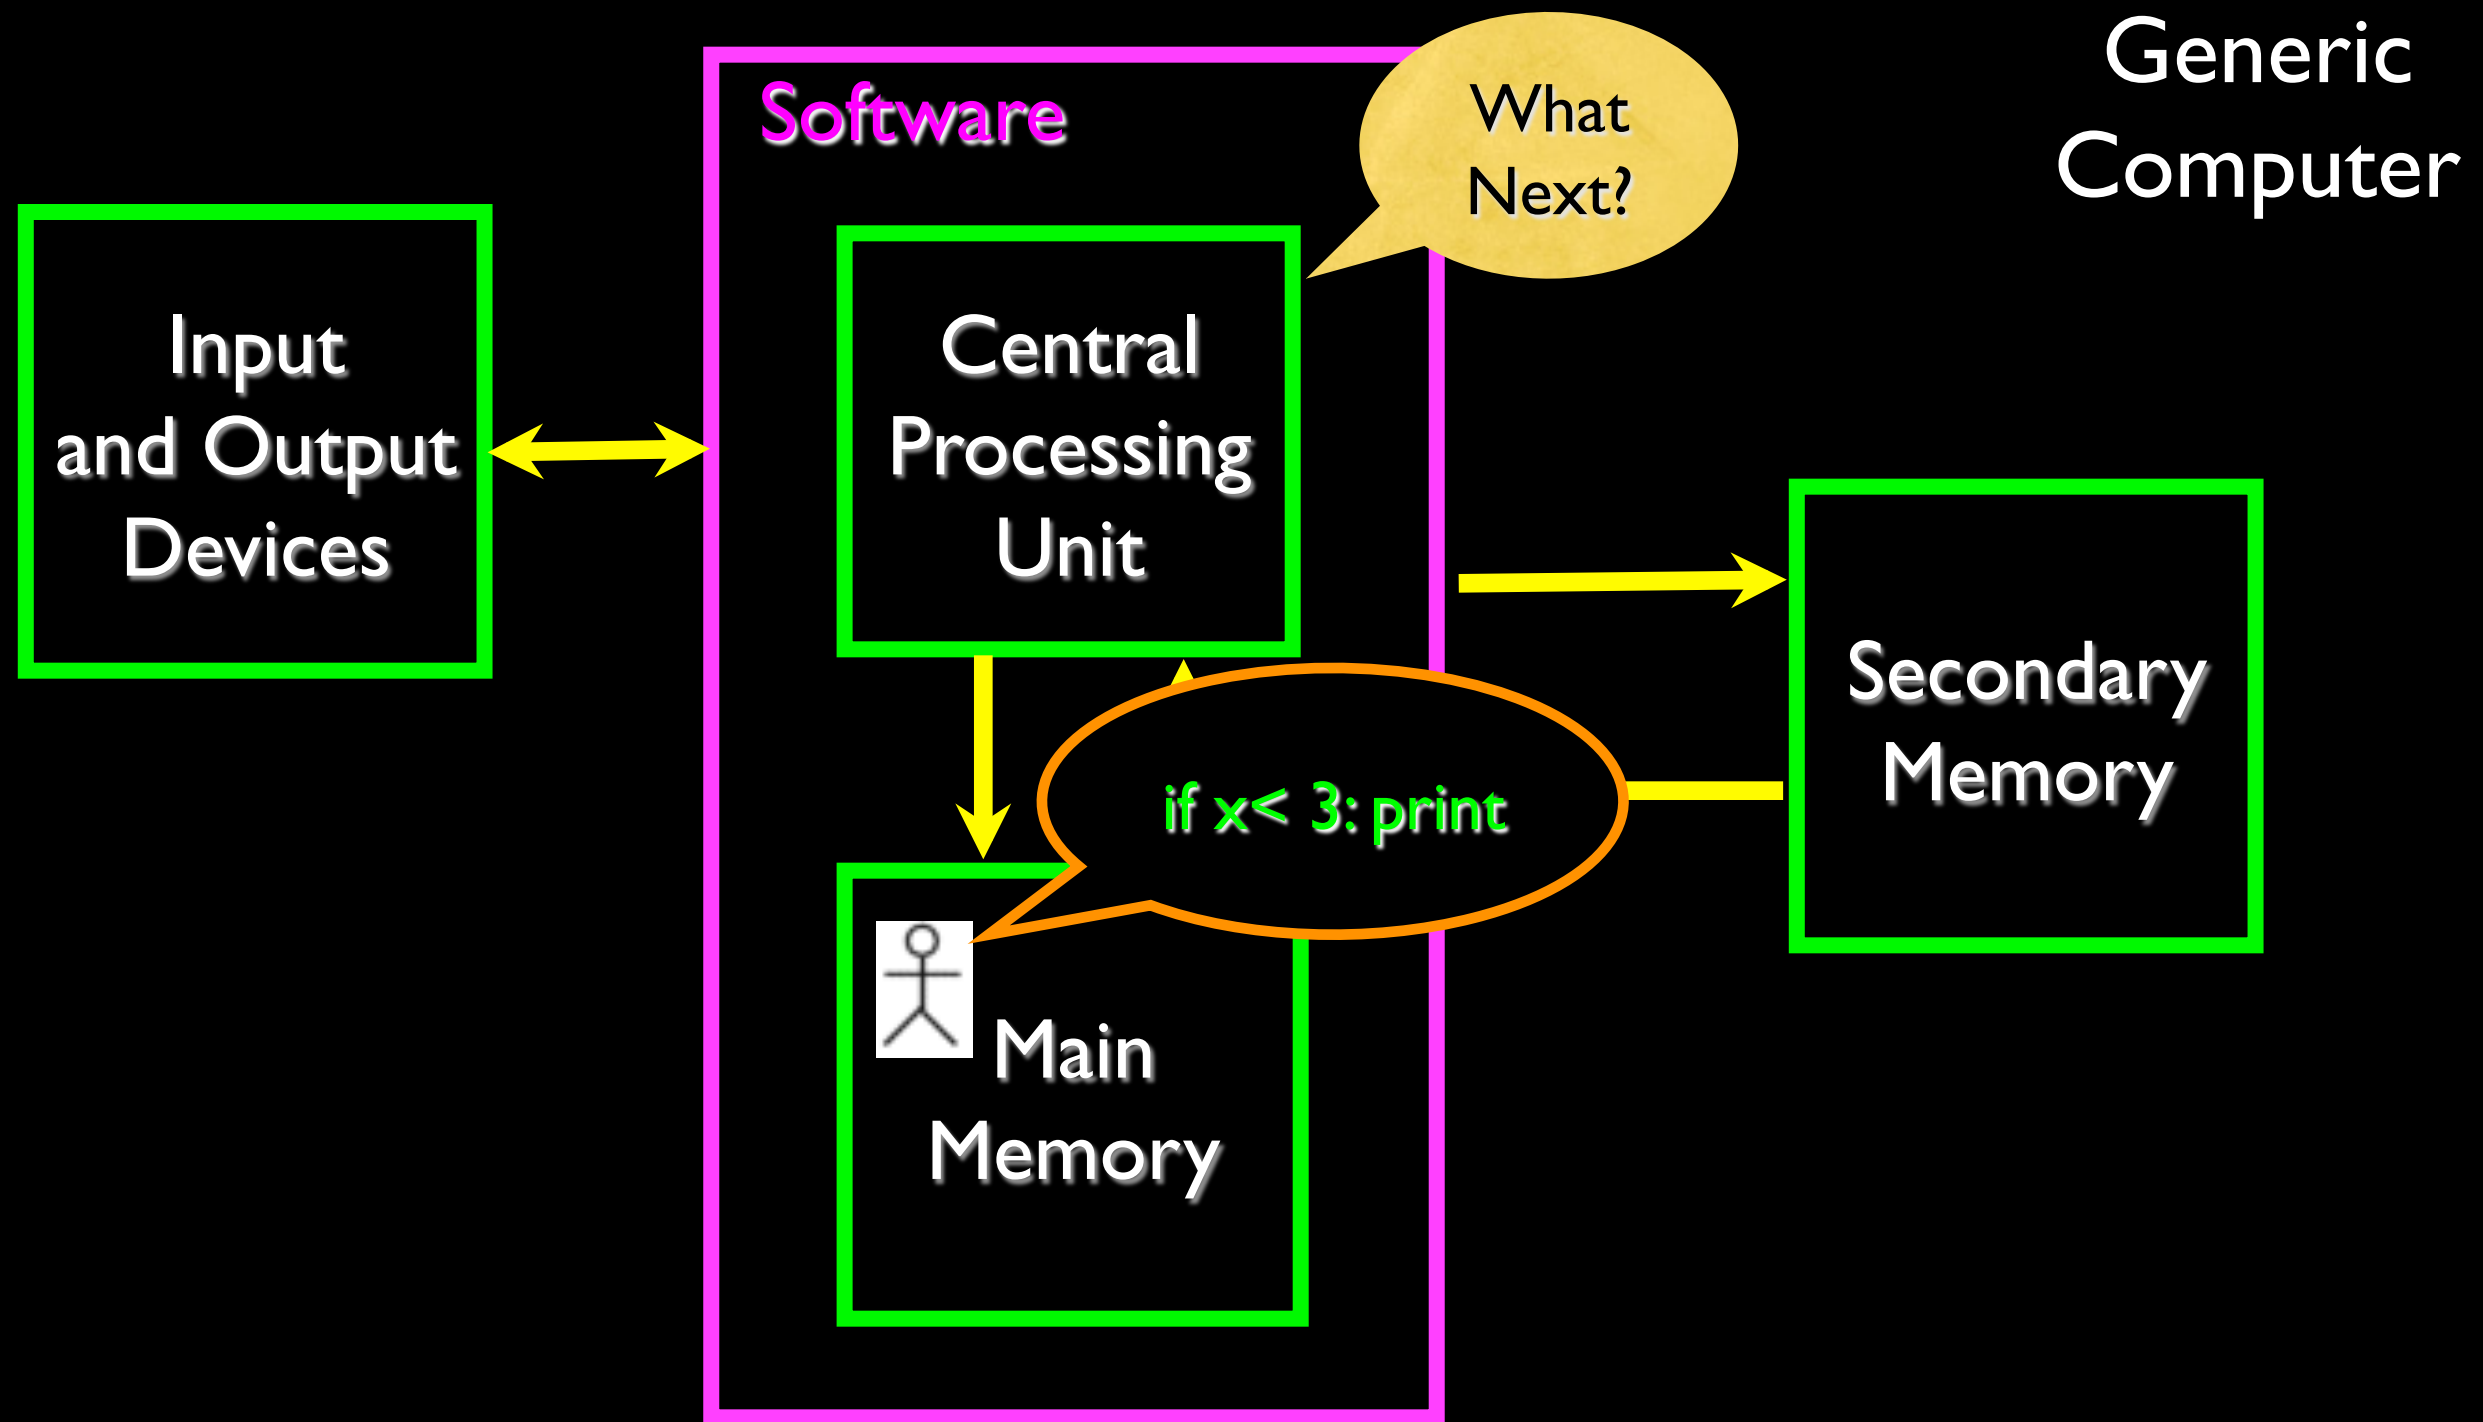 Generic
Computer
Software
What
Next?
Input
and Output
Devices
Central
Processing
Unit
Secondary
Memory
if x< 3: print
Main
Memory